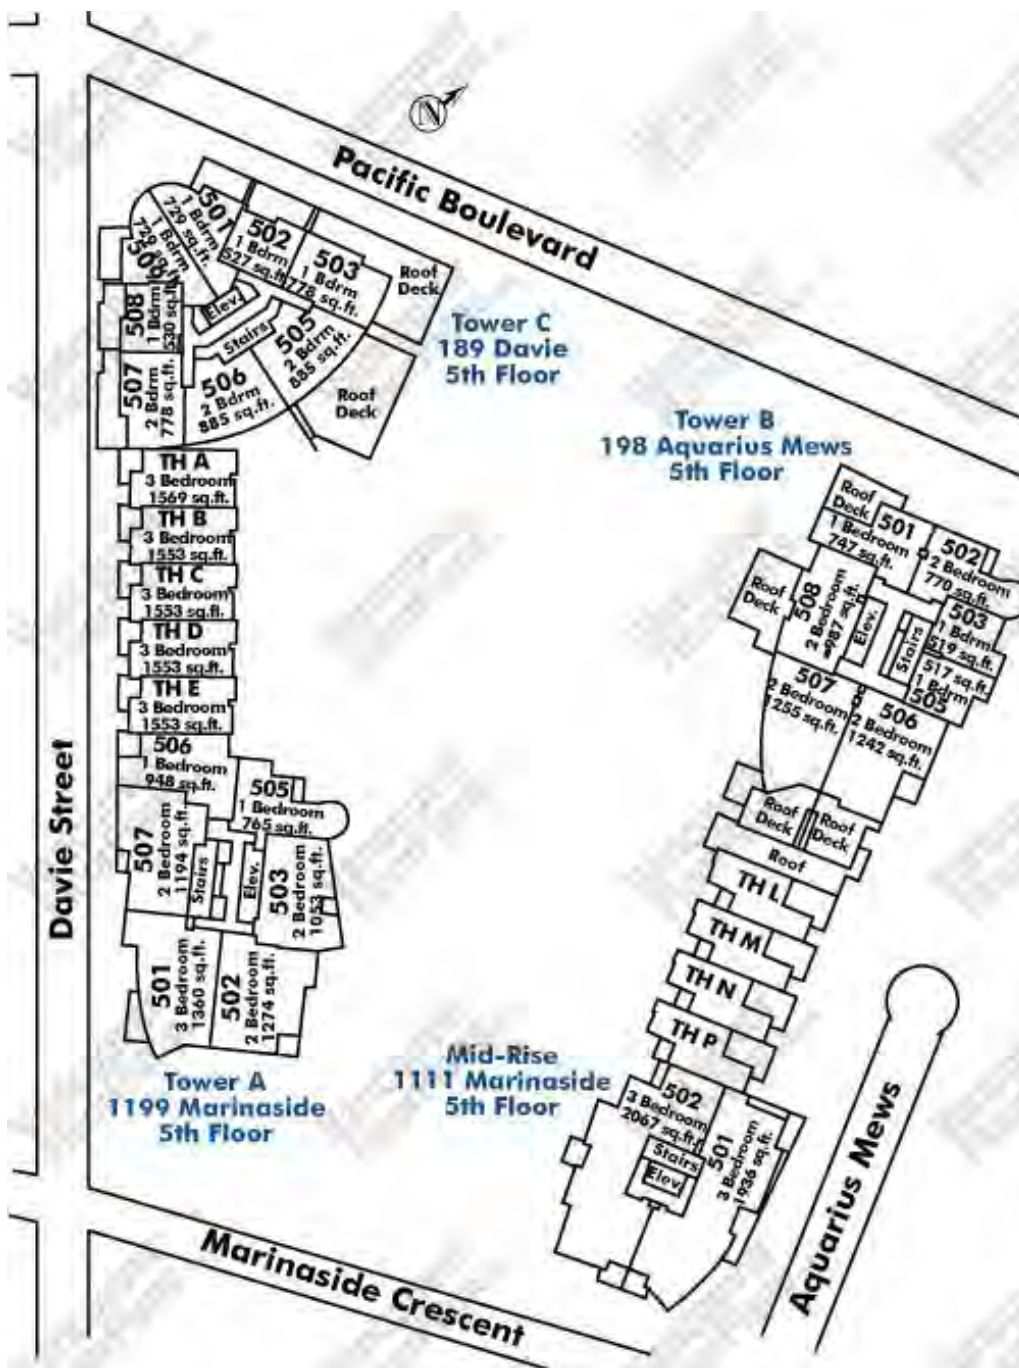 N
Pacific Boulevard
501
1 Bdrm
729 sq.ft.
502
1 Bdrm
527 sq.ft.
503
1 Bdrm
778 sq.ft.
Roof
Deck
509
1 Bdrm
729 sq.ft.
508
1 Bdrm
530 sq.ft.
Elev.
Stairs
505
2 Bdrm
885 sq.ft.
Roof
Deck
507
2 Bdrm
778 sq.ft.
506
2 Bdrm
885 sq.ft.
Tower C
189 Davie
5th Floor
Tower B
198 Aquarius Mews
5th Floor
TH A
3 Bedroom
1569 sq.ft.
TH B
3 Bedroom
1553 sq.ft.
TH C
3 Bedroom
1553 sq.ft.
TH D
3 Bedroom
1553 sq.ft.
TH E
3 Bedroom
1553 sq.ft.
Roof
Deck
501
1 Bedroom
747 sq.ft.
502
2 Bedroom
770 sq.ft.
Roof
Deck
508
2 Bedroom
987 sq.ft.
Elev.
Stairs
503
1 Bdrm
519 sq.ft.
517 sq.ft.
1 Bdrm
505
507
2 Bedroom
1255 sq.ft.
506
2 Bedroom
1242 sq.ft.
Roof
Deck
Roof
Deck
Roof
TH L
TH M
TH N
TH P
Davie Street
506
1 Bedroom
948 sq.ft.
505
1 Bedroom
765 sq.ft.
507
2 Bedroom
1194 sq.ft.
Stairs
Elev.
503
2 Bedroom
1053 sq.ft.
501
3 Bedroom
1360 sq.ft.
502
2 Bedroom
1274 sq.ft.
Tower A
1199 Marinaside
5th Floor
Mid-Rise
1111 Marinaside
5th Floor
502
3 Bedroom
2067 sq.ft.
Stairs
Elev.
501
3 Bedroom
1936 sq.ft.
Aquarius Mews
Marinaside Crescent